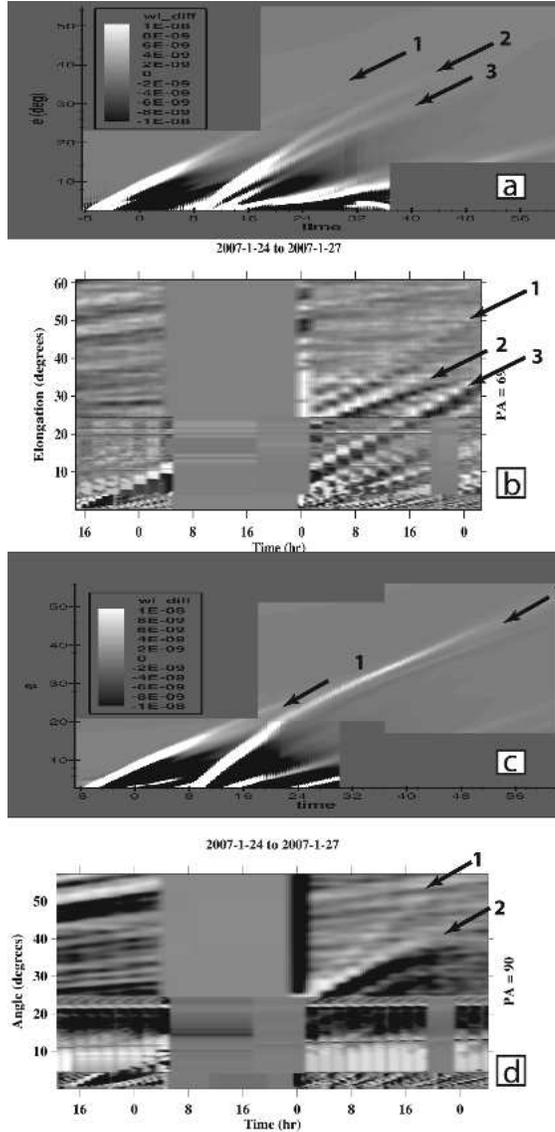 wl_diff
1E-08
8E-09
6E-09
4E-09
2E-09
0
-2E-09
-4E-09
-6E-09
-8E-09
-1E-08
1
2
3
50
40
30
20
10
e (deg)
-8 0 8 16 24 32 40 48 56
time
a
2007-1-24 to 2007-1-27
60
50
40
30
20
10
Elongation (degrees)
1
2
3
PA = 69
16 0 8 16 0 8 16 0
Time (hr)
b
wl_diff
1E-08
8E-09
6E-09
4E-09
2E-09
0
-2E-09
-4E-09
-6E-09
-8E-09
-1E-08
1
50
40
30
20
10
e
0 8 16 24 32 40 48 56
time
c
2007-1-24 to 2007-1-27
50
40
30
20
10
Angle (degrees)
1
2
PA = 90
16 0 8 16 0 8 16 0
Time (hr)
d